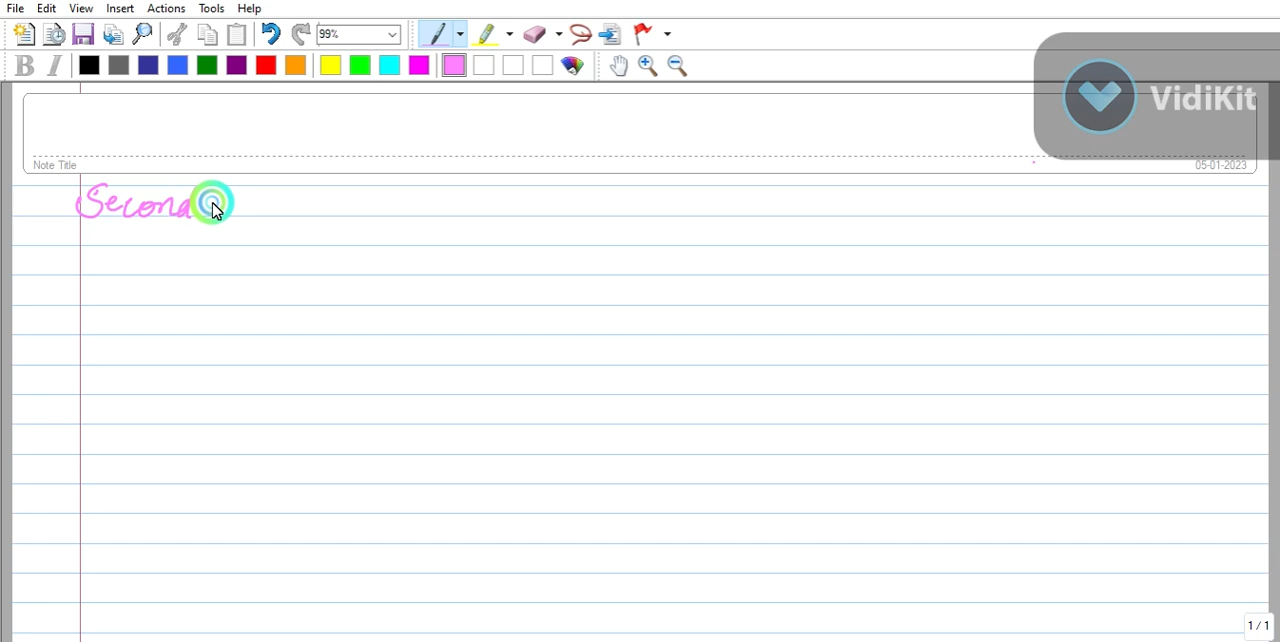 File Edit View Insert Actions Tools Help
99%
B I
VidiKit
Note Title
05-01-2023
Second
1 / 1